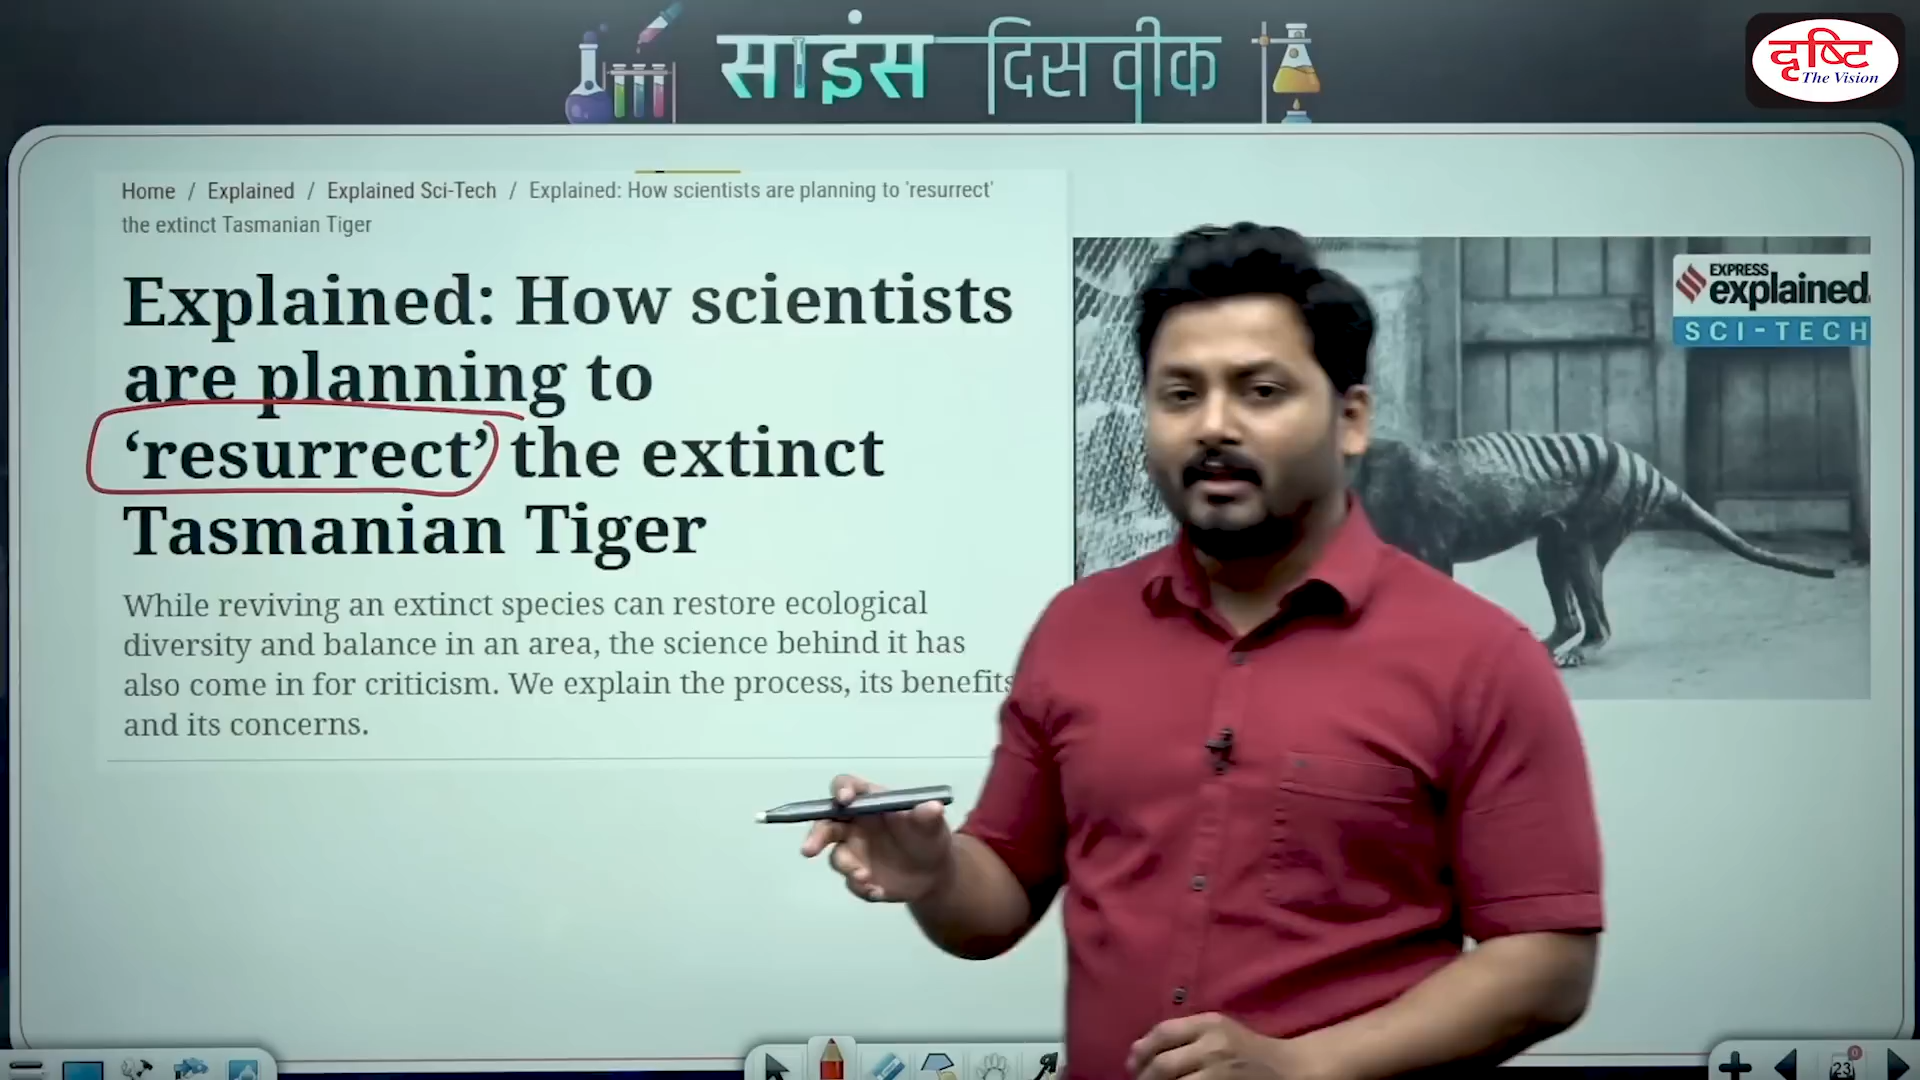 साइंस दिस वीक
दृष्टि
The Vision
Home / Explained / Explained Sci-Tech / Explained: How scientists are planning to 'resurrect'
the extinct Tasmanian Tiger
Explained: How scientists
are planning to
‘resurrect’ the extinct
Tasmanian Tiger
While reviving an extinct species can restore ecological
diversity and balance in an area, the science behind it has
also come in for criticism. We explain the process, its benefits
and its concerns.
EXPRESS
explained.
SCI-TECH
23
0